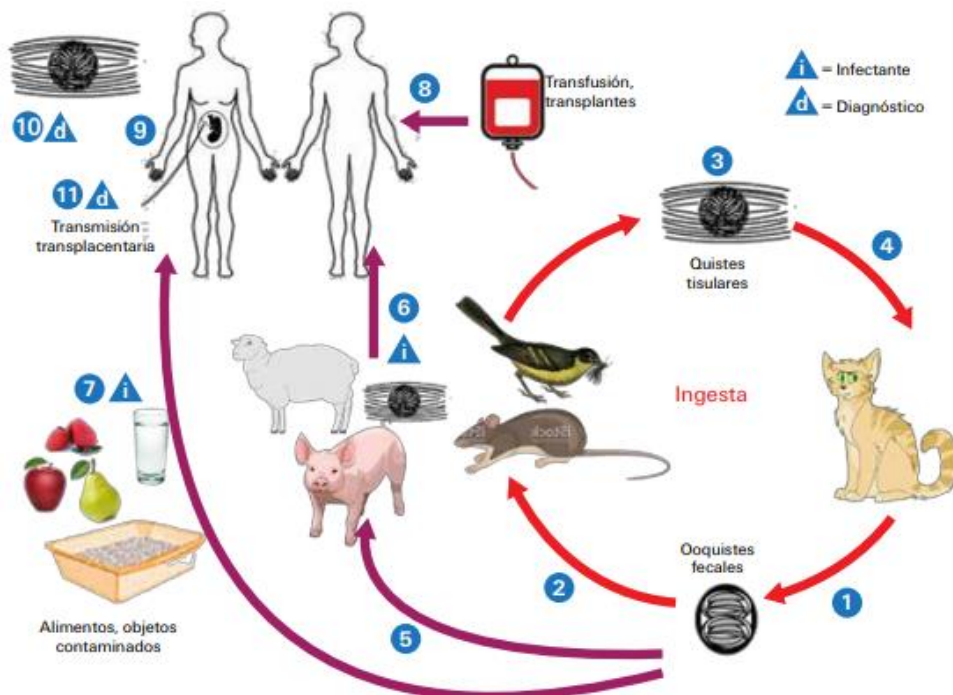 10 d
9
8
Transfusión,
transplantes
i = Infectante
d = Diagnóstico
11 d
Transmisión
transplacentaria
3
Quistes
tisulares
4
6
i
7 i
Ingesta
Ooquistes
fecales
2
1
5
Alimentos, objetos
contaminados